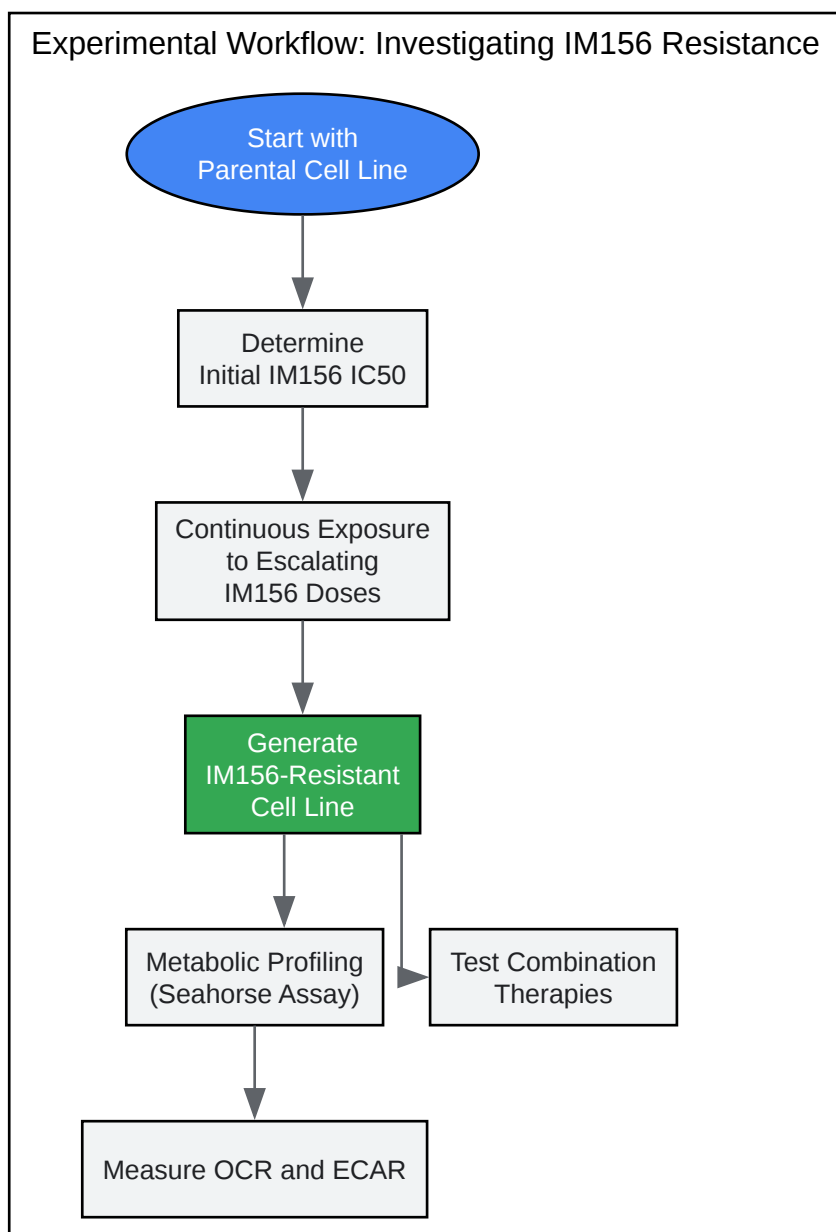 Experimental Workflow: Investigating IM156 Resistance
Start with
Parental Cell Line
Determine
Initial IM156 IC50
Continuous Exposure
to Escalating
IM156 Doses
Generate
IM156-Resistant
Cell Line
Metabolic Profiling
(Seahorse Assay)
Test Combination
Therapies
Measure OCR and ECAR